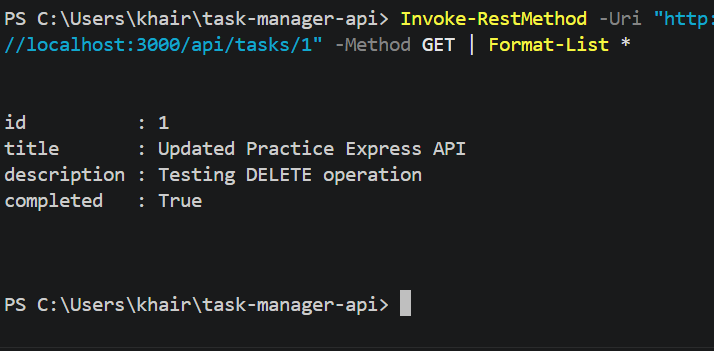 PS C:\Users\khair\task-manager-api> Invoke-RestMethod -Uri "http:
//localhost:3000/api/tasks/1" -Method GET | Format-List *
id          : 1
title       : Updated Practice Express API
description : Testing DELETE operation
completed   : True
PS C:\Users\khair\task-manager-api>